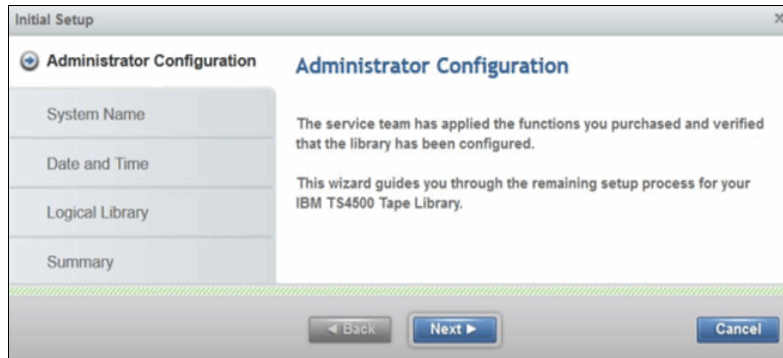 Initial Setup
Administrator Configuration
System Name
Date and Time
Logical Library
Summary
Administrator Configuration
The service team has applied the functions you purchased and verified
that the library has been configured.
This wizard guides you through the remaining setup process for your
IBM TS4500 Tape Library.
Back
Next
Cancel